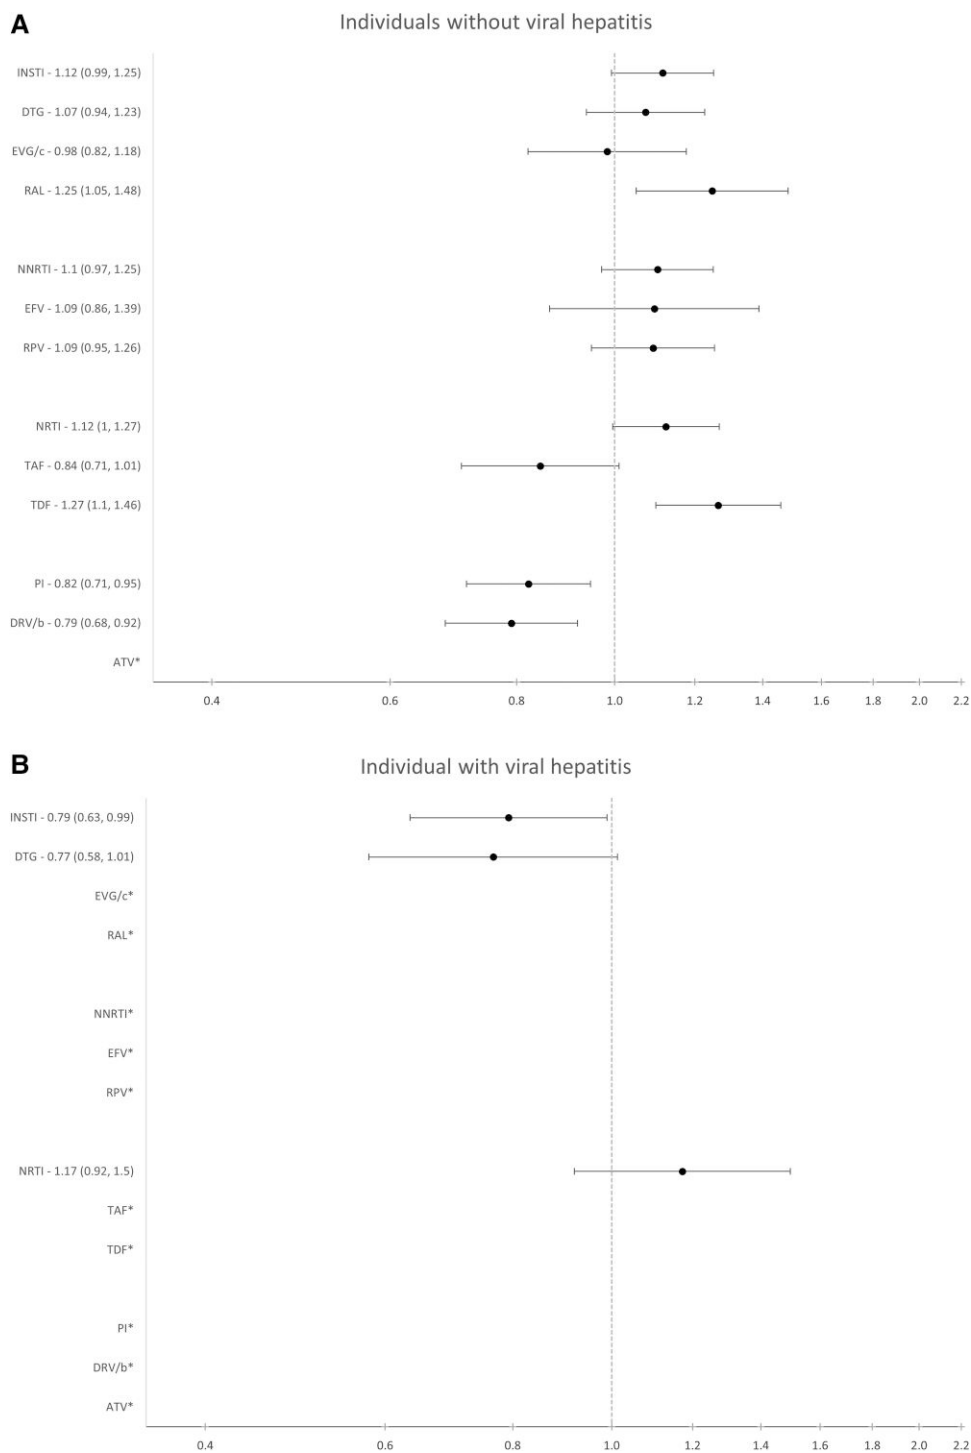 A
Individuals without viral hepatitis
INSTI - 1.12 (0.99, 1.25)
DTG - 1.07 (0.94, 1.23)
EVG/c - 0.98 (0.82, 1.18)
RAL - 1.25 (1.05, 1.48)
NNRTI - 1.1 (0.97, 1.25)
EFV - 1.09 (0.86, 1.39)
RPV - 1.09 (0.95, 1.26)
NRTI - 1.12 (1, 1.27)
TAF - 0.84 (0.71, 1.01)
TDF - 1.27 (1.1, 1.46)
PI - 0.82 (0.71, 0.95)
DRV/b - 0.79 (0.68, 0.92)
ATV*
0.4 0.6 0.8 1.0 1.2 1.4 1.6 1.8 2.0 2.2
B
Individual with viral hepatitis
INSTI - 0.79 (0.63, 0.99)
DTG - 0.77 (0.58, 1.01)
EVG/c*
RAL*
NNRTI*
EFV*
RPV*
NRTI - 1.17 (0.92, 1.5)
TAF*
TDF*
PI*
DRV/b*
ATV*
0.4 0.6 0.8 1.0 1.2 1.4 1.6 1.8 2.0 2.2